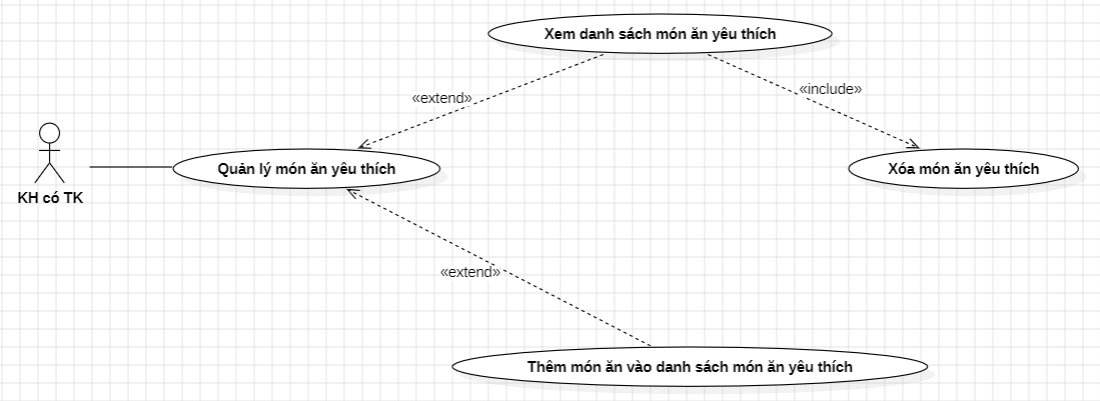 Xem danh sách món ăn yêu thích
«extend»
«include»
Quản lý món ăn yêu thích
Xóa món ăn yêu thích
KH có TK
«extend»
Thêm món ăn vào danh sách món ăn yêu thích